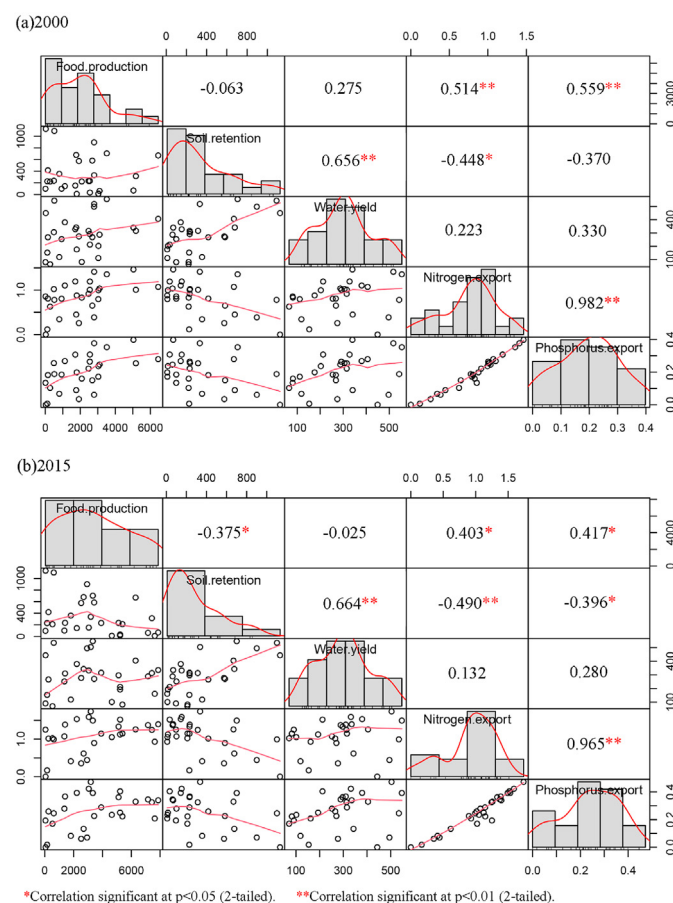 (a)2000
0 400 800 0.0 0.5 1.0 1.5
Food.production -0.063 0.275 0.514** 0.559** 0 3000
0 400 1000 Soil.retention 0.656** -0.448* -0.370
Water.yield 0.223 0.330 100 400
0.0 1.0 Nitrogen.export 0.982**
Phosphorus.export 0.0 0.2 0.4
0 2000 4000 6000 100 300 500 0.0 0.1 0.2 0.3 0.4
(b)2015
0 400 800 0.0 0.5 1.0 1.5
Food.production -0.375* -0.025 0.403* 0.417* 0 4000
0 400 1000 Soil.retention 0.664** -0.490** -0.396*
Water.yield 0.132 0.280 100 400
0.0 1.0 Nitrogen.export 0.965**
Phosphorus.export 0.0 0.2 0.4
0 2000 4000 6000 8000 100 300 500 0.0 0.2 0.4
*Correlation significant at p<0.05 (2-tailed). **Correlation significant at p<0.01 (2-tailed).